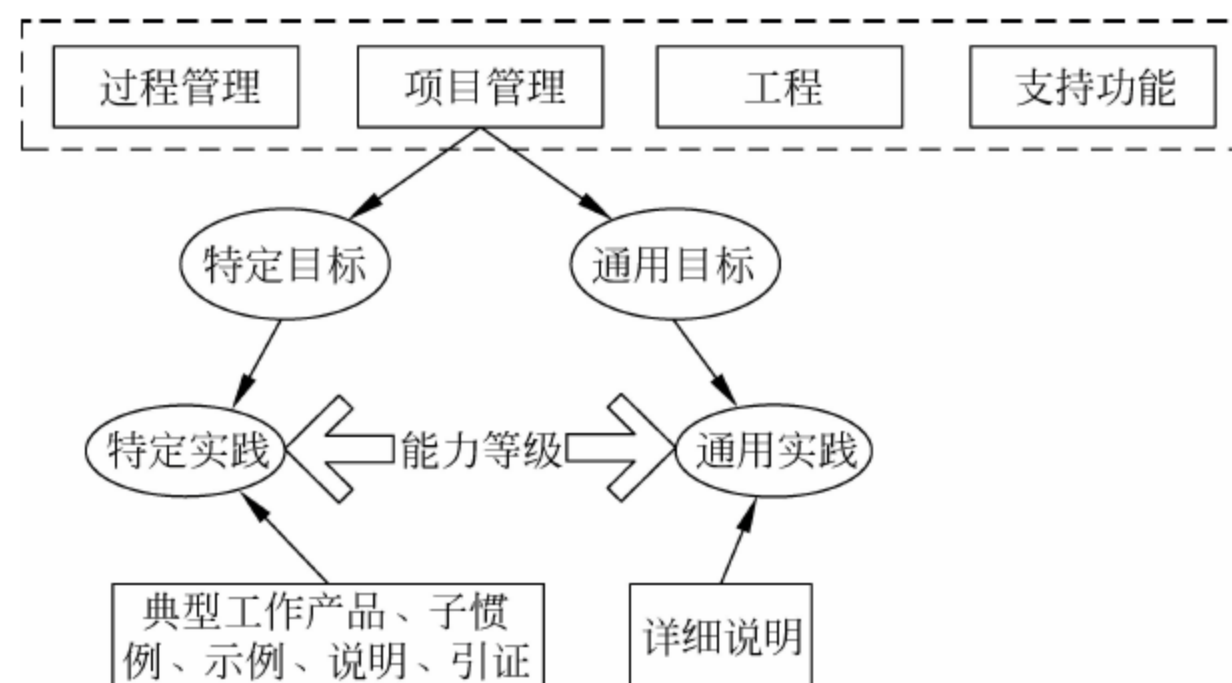 过程管理
项目管理
工程
支持功能
特定目标
通用目标
特定实践
能力等级
通用实践
典型工作产品、子惯
例、示例、说明、引证
详细说明